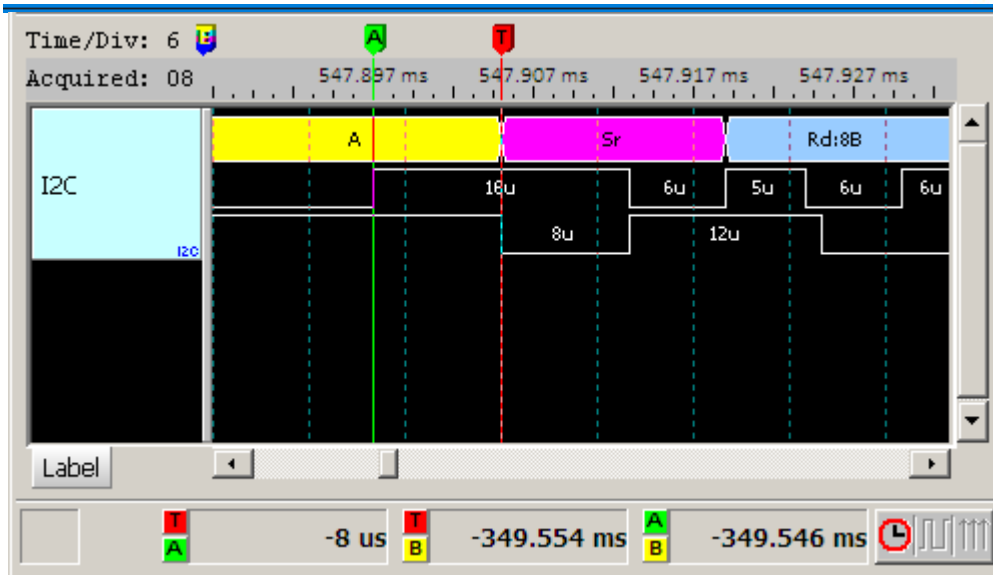 Time/Div: 6 B A T
Acquired: 08 547.897 ms 547.907 ms 547.917 ms 547.927 ms
A Sr Rd:8B
I2C 16u 6u 5u 6u 6u
8u 12u
I2C
Label
T A -8 us T B -349.554 ms A B -349.546 ms